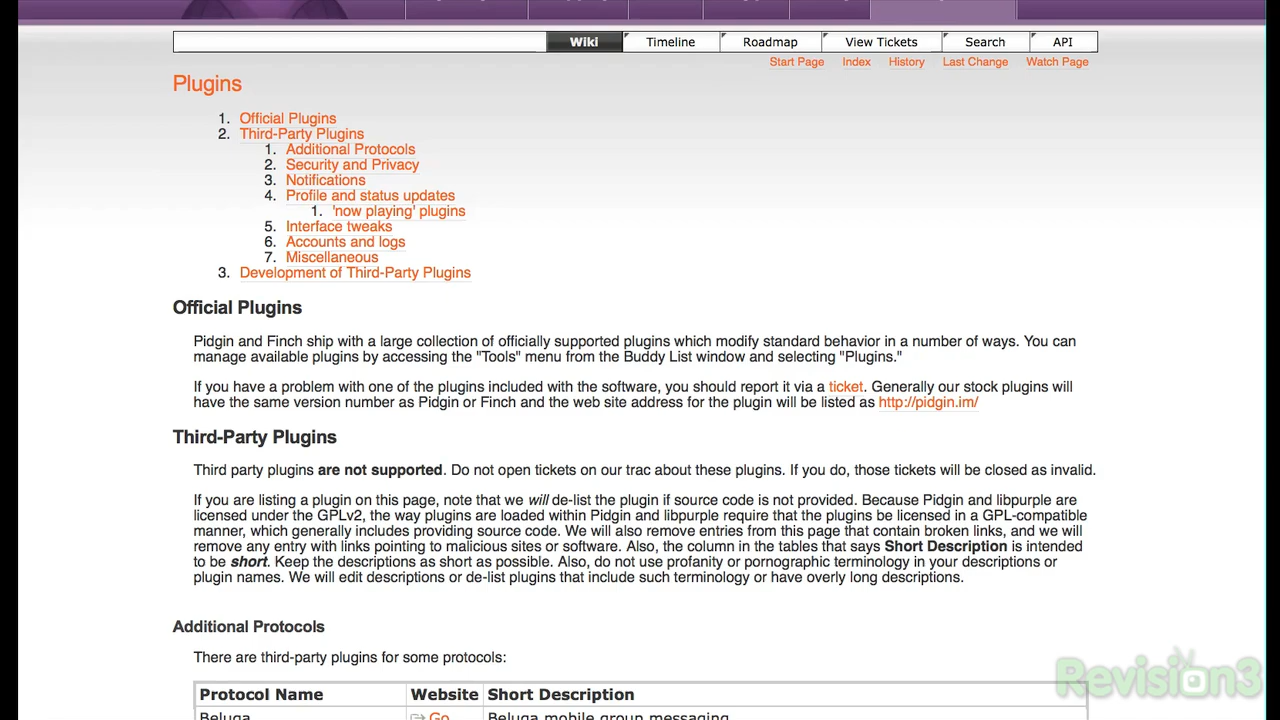 Wiki
Timeline
Roadmap
View Tickets
Search
API
Start Page
Index
History
Last Change
Watch Page
Plugins
1. Official Plugins
2. Third-Party Plugins
1. Additional Protocols
2. Security and Privacy
3. Notifications
4. Profile and status updates
1. 'now playing' plugins
5. Interface tweaks
6. Accounts and logs
7. Miscellaneous
3. Development of Third-Party Plugins
Official Plugins
Pidgin and Finch ship with a large collection of officially supported plugins which modify standard behavior in a number of ways. You can
manage available plugins by accessing the "Tools" menu from the Buddy List window and selecting "Plugins."
If you have a problem with one of the plugins included with the software, you should report it via a ticket. Generally our stock plugins will
have the same version number as Pidgin or Finch and the web site address for the plugin will be listed as http://pidgin.im/
Third-Party Plugins
Third party plugins are not supported. Do not open tickets on our trac about these plugins. If you do, those tickets will be closed as invalid.
If you are listing a plugin on this page, note that we will de-list the plugin if source code is not provided. Because Pidgin and libpurple are
licensed under the GPLv2, the way plugins are loaded within Pidgin and libpurple require that the plugins be licensed in a GPL-compatible
manner, which generally includes providing source code. We will also remove entries from this page that contain broken links, and we will
remove any entry with links pointing to malicious sites or software. Also, the column in the tables that says Short Description is intended
to be short. Keep the descriptions as short as possible. Also, do not use profanity or pornographic terminology in your descriptions or
plugin names. We will edit descriptions or de-list plugins that include such terminology or have overly long descriptions.
Additional Protocols
There are third-party plugins for some protocols:
Protocol Name Website Short Description
Beluga Go Beluga mobile group messaging
Revision3